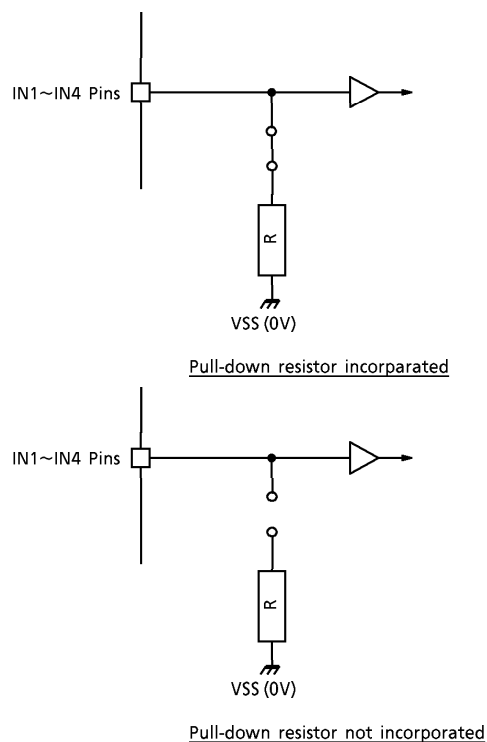 IN1~IN4 Pins
R
VSS (0V)
Pull-down resistor incorparated
IN1~IN4 Pins
R
VSS (0V)
Pull-down resistor not incorporated